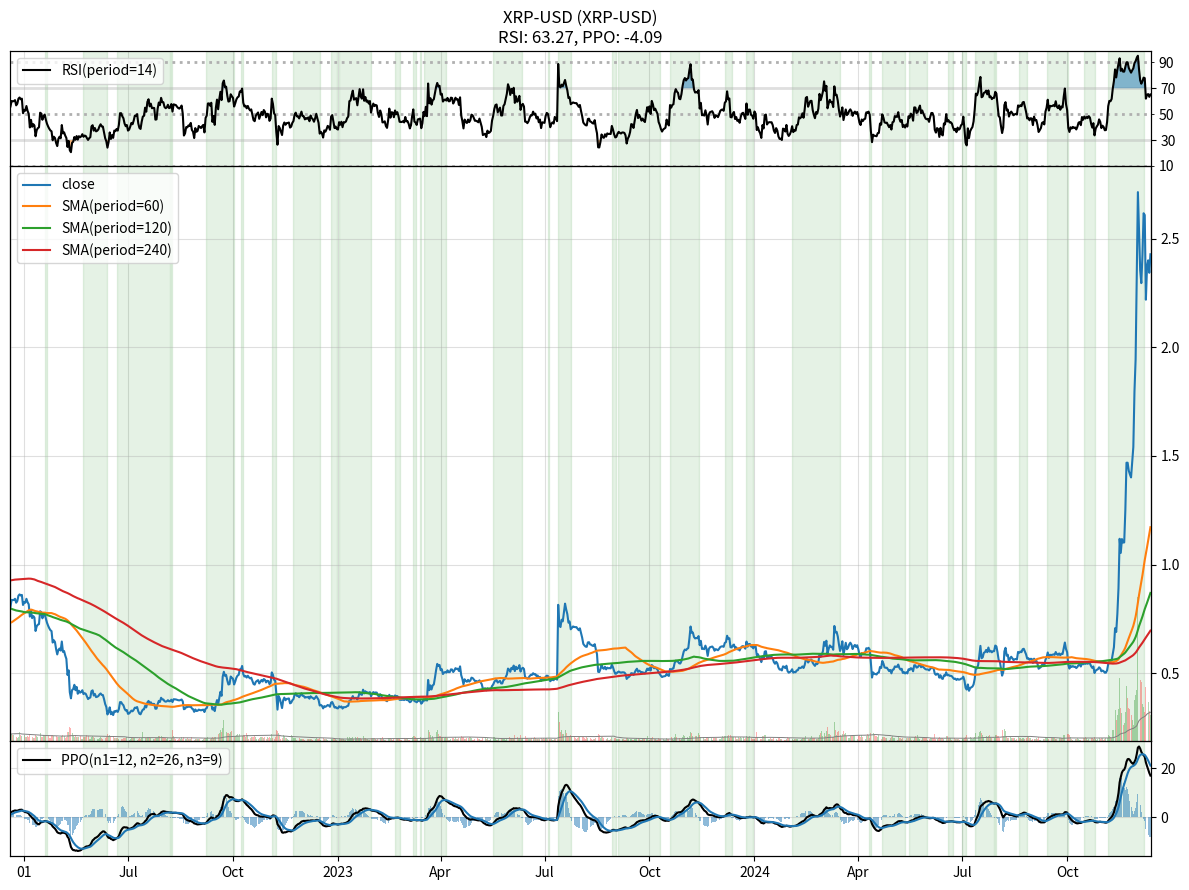 XRP-USD (XRP-USD)
RSI: 63.27, PPO: -4.09
RSI(period=14)
90
70
50
30
10
close
SMA(period=60)
SMA(period=120)
SMA(period=240)
2.5
2.0
1.5
1.0
0.5
PPO(n1=12, n2=26, n3=9)
20
0
01 Jul Oct 2023 Apr Jul Oct 2024 Apr Jul Oct